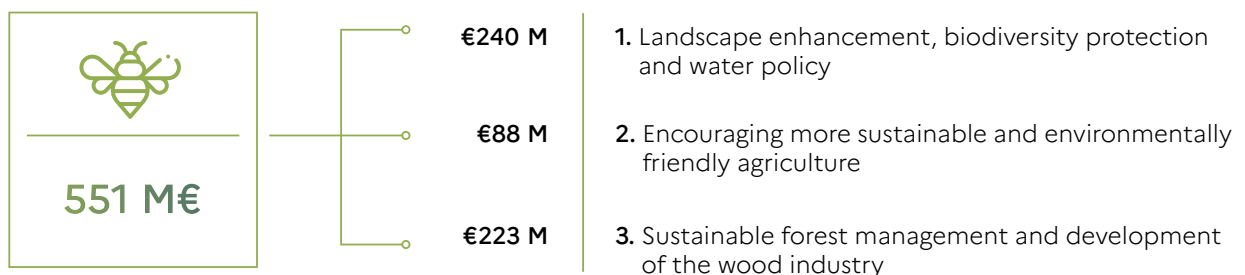 551 M€
€240 M
1. Landscape enhancement, biodiversity protection
and water policy
€88 M
2. Encouraging more sustainable and environmentally
friendly agriculture
€223 M
3. Sustainable forest management and development
of the wood industry